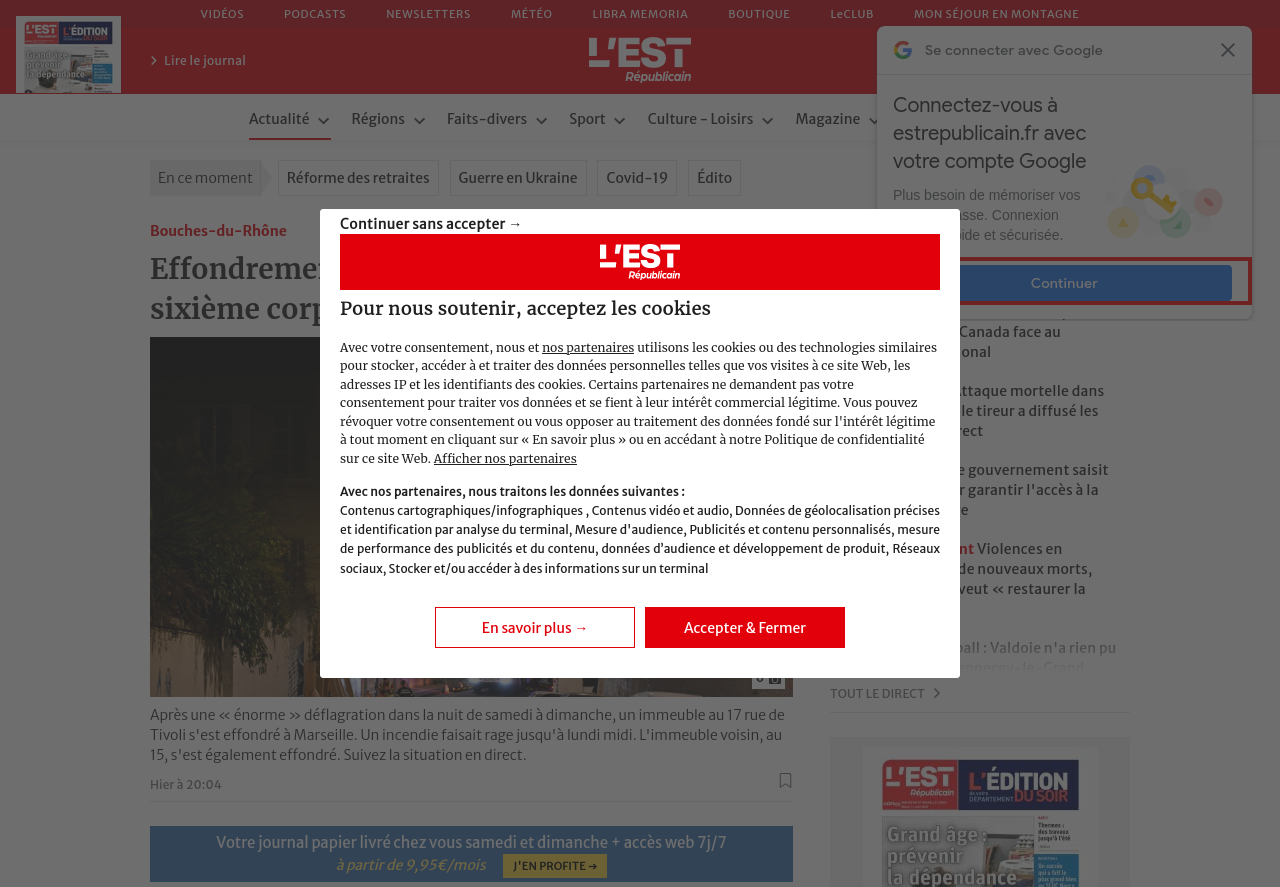 VIDÉOS PODCASTS NEWSLETTERS MÉTÉO LIBRA MEMORIA BOUTIQUE LeCLUB MON SÉJOUR EN MONTAGNE
L'EST Républicain L'ÉDITION DU SOIR
Grand âge :
prévenir
la dépendance
Lire le journal
L'EST
Républicain
Se connecter avec Google
Connectez-vous à
estrepublicain.fr avec
votre compte Google
Plus besoin de mémoriser vos
asse. Connexion
ide et sécurisée.
Continuer
Actualité Régions Faits-divers Sport Culture - Loisirs Magazine
En ce moment Réforme des retraites Guerre en Ukraine Covid-19 Édito
Bouches-du-Rhône
Effondremen
sixième corp
Continuer sans accepter →
L'EST
Républicain
Pour nous soutenir, acceptez les cookies
Avec votre consentement, nous et nos partenaires utilisons les cookies ou des technologies similaires
pour stocker, accéder à et traiter des données personnelles telles que vos visites à ce site Web, les
adresses IP et les identifiants des cookies. Certains partenaires ne demandent pas votre
consentement pour traiter vos données et se fient à leur intérêt commercial légitime. Vous pouvez
révoquer votre consentement ou vous opposer au traitement des données fondé sur l'intérêt légitime
à tout moment en cliquant sur « En savoir plus » ou en accédant à notre Politique de confidentialité
sur ce site Web. Afficher nos partenaires
Avec nos partenaires, nous traitons les données suivantes :
Contenus cartographiques/infographiques , Contenus vidéo et audio, Données de géolocalisation précises
et identification par analyse du terminal, Mesure d'audience, Publicités et contenu personnalisés, mesure
de performance des publicités et du contenu, données d’audience et développement de produit, Réseaux
sociaux, Stocker et/ou accéder à des informations sur un terminal
En savoir plus → Accepter & Fermer
Canada face au
onal
ttaque mortelle dans
le tireur a diffusé les
rect
e gouvernement saisit
r garantir l'accès à la
e
nt Violences en
de nouveaux morts,
veut « restaurer la
ball : Valdoie n'a rien pu
TOUT LE DIRECT
Après une « énorme » déflagration dans la nuit de samedi à dimanche, un immeuble au 17 rue de
Tivoli s'est effondré à Marseille. Un incendie faisait rage jusqu'à lundi midi. L'immeuble voisin, au
15, s'est également effondré. Suivez la situation en direct.
Hier à 20:04
Votre journal papier livré chez vous samedi et dimanche + accès web 7j/7
à partir de 9,95€/mois J'EN PROFITE ➔
L'EST Républicain L'ÉDITION
DE VOTRE DÉPARTEMENT DU SOIR
Grand âge :
prévenir
la dépendance
Thermes :
des travaux
jusqu'à l'été